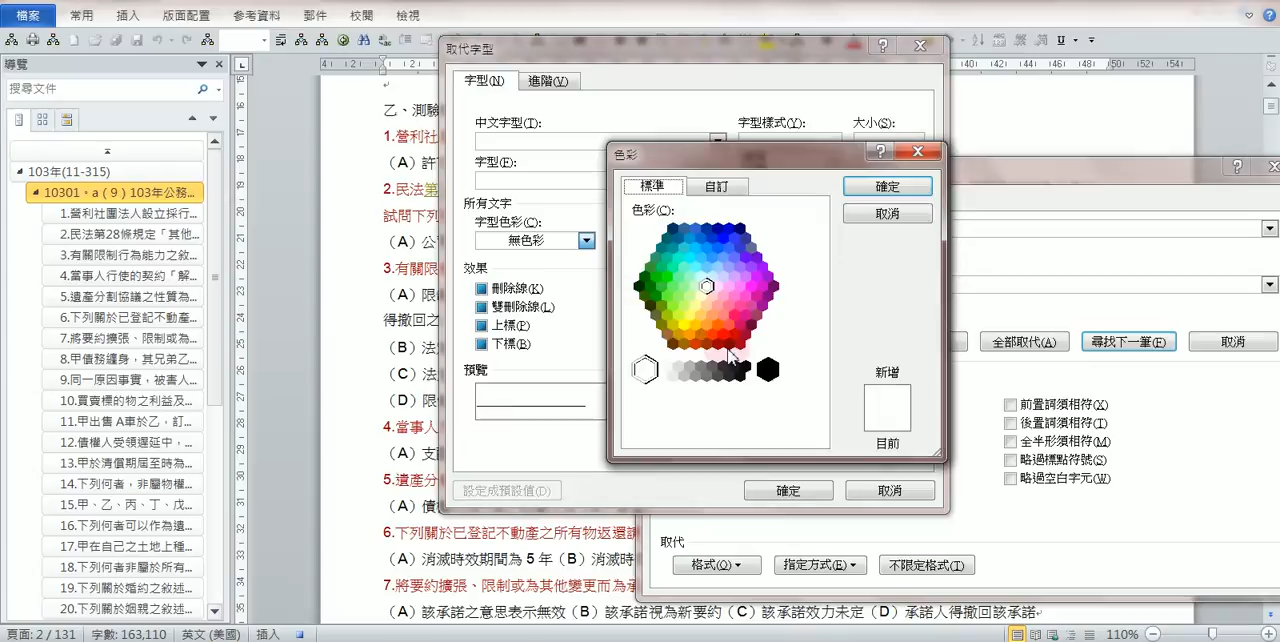 檔案 常用 插入 版面配置 參考資料 郵件 校閱 檢視
導覽
搜尋文件
103年(11-315)
10301。a(9)103年公務...
1.營利社團法人設立採行...
2.民法第28條規定「其他...
3.有關限制行為能力之敘...
4.當事人行使的契約「解...
5.遺產分割協議之性質為...
6.下列關於已登記不動產...
7.將要約擴張、限制或為...
8.甲債務纏身，其兄弟乙...
9.同一原因事實，被害人...
10.買賣標的物之利益及...
11.甲出售 A車於乙，訂...
12.債權人受領遲延中，...
13.甲於清償期屆至時為...
14.下列何者，非屬物權...
15.甲、乙、丙、丁、戊...
16.下列何者可以作為遺...
17.甲在自己之土地上種...
18.下列何者非屬於所有...
19.下列關於婚約之敘述...
20.下列關於姻親之敘述...
乙、測驗
1.營利社
（A）許
2.民法第
試問下列
（A）公
3.有關限
（A）限
得撤回之
（B）法
（C）法
（D）限
4.當事人
（A）支
5.遺產分
（A）債
6.下列關於已登記不動產之所有物返還請
（A）消滅時效期間為 5 年（B）消滅時
7.將要約擴張、限制或為其他變更而為承
（A）該承諾之意思表示無效（B）該承諾視為新要約（C）該承諾效力未定（D）承諾人得撤回該承諾
取代字型
字型(N) 進階(V)
中文字型(T): 字型樣式(Y): 大小(S):
字型(F):
所有文字
字型色彩(C):
無色彩
效果
刪除線(K)
雙刪除線(L)
上標(P)
下標(B)
預覽
設定成預設值(D) 確定 取消
色彩
標準 自訂
色彩(C):
確定
取消
新增
目前
全部取代(A) 尋找下一筆(F) 取消
前置詞須相符(X)
後置詞須相符(T)
全半形須相符(M)
略過標點符號(S)
略過空白字元(W)
取代
格式(O) 指定方式(E) 不限定格式(T)
頁面: 2 / 131 字數: 163,110 英文 (美國) 插入 110%